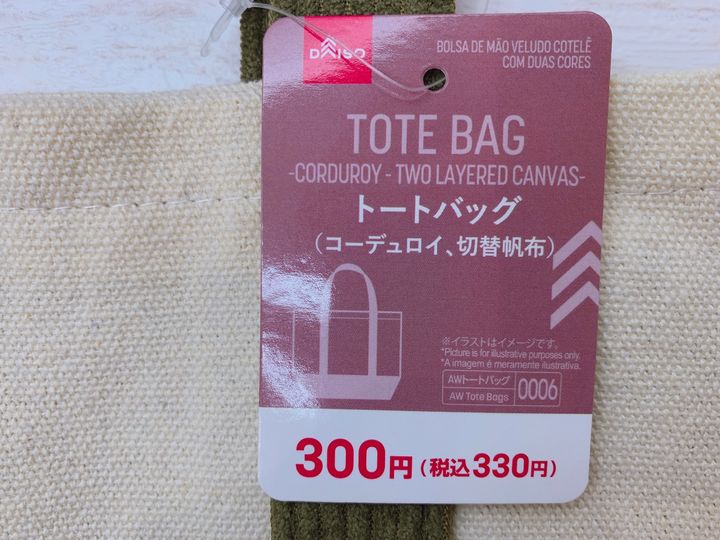 DAISO
BOLSA DE MÃO VELUDO COTELÊ
COM DUAS CORES
TOTE BAG
-CORDUROY - TWO LAYERED CANVAS-
トートバッグ
（コーデュロイ、切替帆布）
※イラストはイメージです。
*Picture is for illustrative purposes only.
*A imagem é meramente ilustrativa.
AWトートバッグ
AW Tote Bags
0006
300円（税込330円）